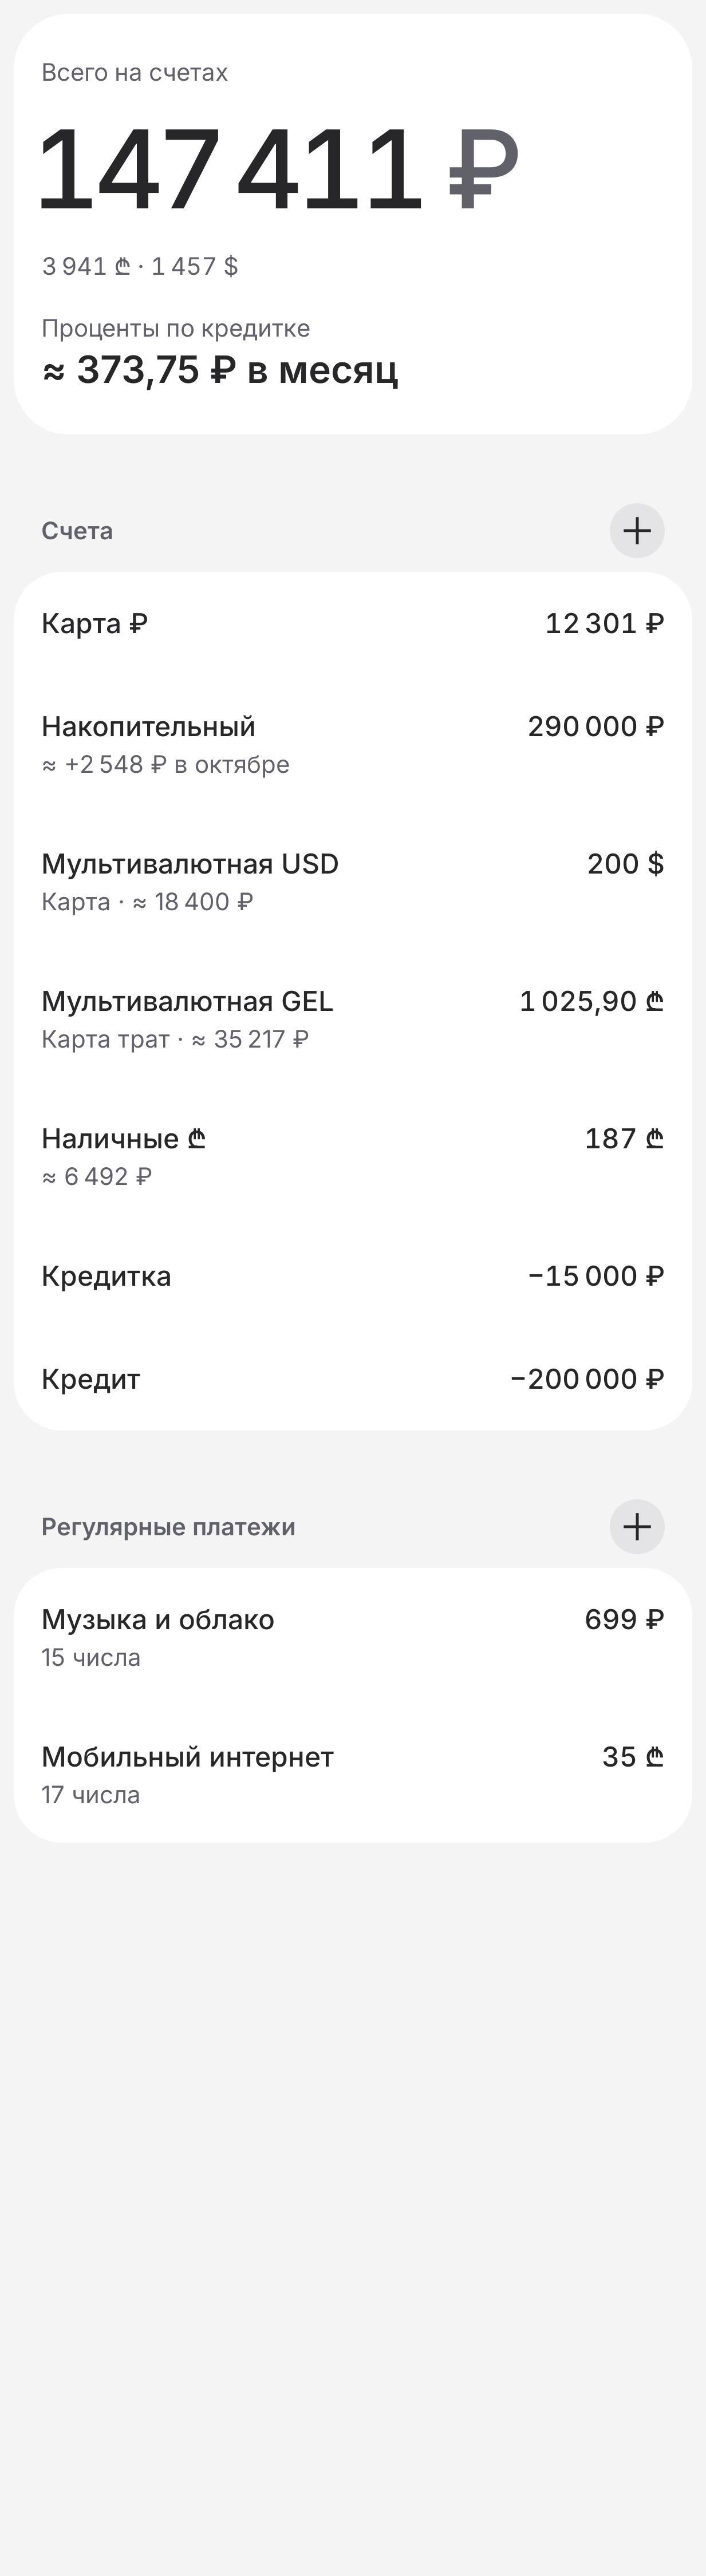 Всего на счетах
147 411 ₽
3 941 ₾ · 1 457 $
Проценты по кредитке
≈ 373,75 ₽ в месяц
Счета
Карта ₽ 12 301 ₽
Накопительный 290 000 ₽
≈ +2 548 ₽ в октябре
Мультивалютная USD 200 $
Карта · ≈ 18 400 ₽
Мультивалютная GEL 1 025,90 ₾
Карта трат · ≈ 35 217 ₽
Наличные ₾ 187 ₾
≈ 6 492 ₽
Кредитка −15 000 ₽
Кредит −200 000 ₽
Регулярные платежи
Музыка и облако 699 ₽
15 числа
Мобильный интернет 35 ₾
17 числа